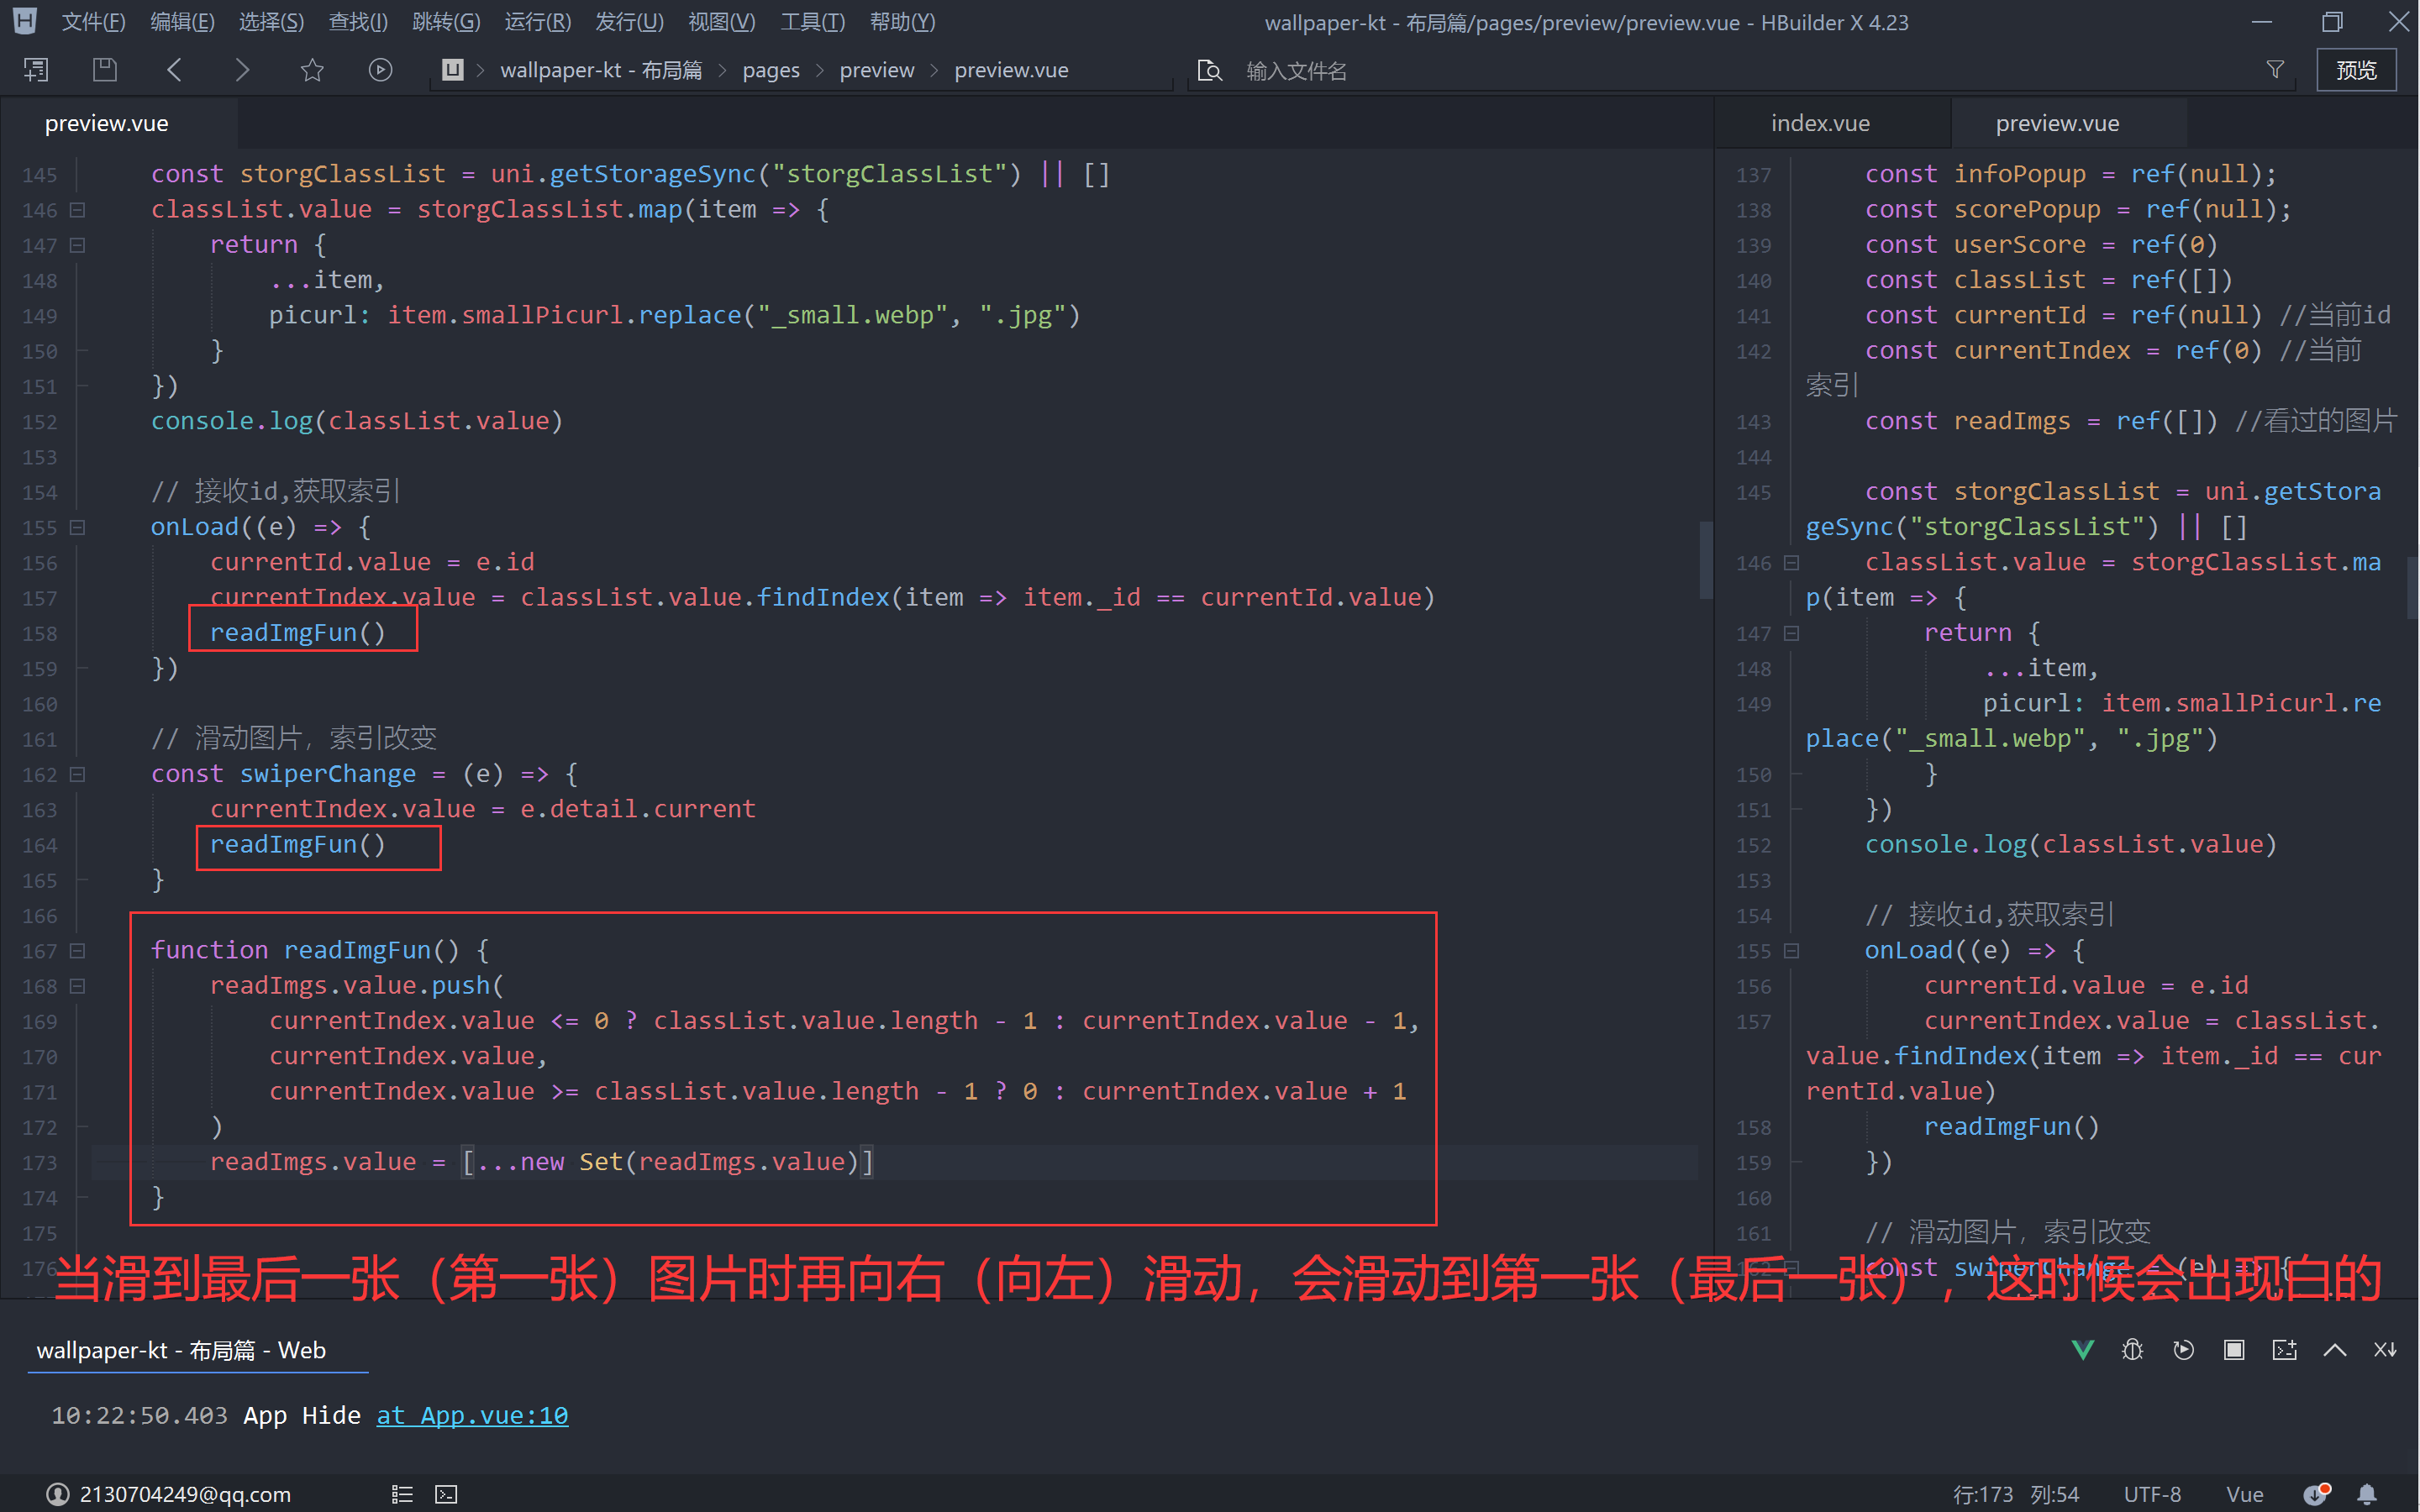 文件(F) 编辑(E) 选择(S) 查找(I) 跳转(G) 运行(R) 发行(U) 视图(V) 工具(T) 帮助(Y) wallpaper-kt - 布局篇/pages/preview/preview.vue - HBuilder X 4.23
wallpaper-kt - 布局篇 pages preview preview.vue 输入文件名 预览
preview.vue
145 const storgClassList = uni.getStorageSync("storgClassList") || []
146 classList.value = storgClassList.map(item => {
147 return {
148 ...item,
149 picurl: item.smallPicurl.replace("_small.webp", ".jpg")
150 }
151 })
152 console.log(classList.value)
153
154 // 接收id,获取索引
155 onLoad((e) => {
156 currentId.value = e.id
157 currentIndex.value = classList.value.findIndex(item => item._id == currentId.value)
158 readImgFun()
159 })
160
161 // 滑动图片，索引改变
162 const swiperChange = (e) => {
163 currentIndex.value = e.detail.current
164 readImgFun()
165 }
166
167 function readImgFun() {
168 readImgs.value.push(
169 currentIndex.value <= 0 ? classList.value.length - 1 : currentIndex.value - 1,
170 currentIndex.value,
171 currentIndex.value >= classList.value.length - 1 ? 0 : currentIndex.value + 1
172 )
173 readImgs.value = [...new Set(readImgs.value)]
174 }
175
176
index.vue preview.vue
137 const infoPopup = ref(null);
138 const scorePopup = ref(null);
139 const userScore = ref(0)
140 const classList = ref([])
141 const currentId = ref(null) //当前id
142 const currentIndex = ref(0) //当前
索引
143 const readImgs = ref([]) //看过的图片
144
145 const storgClassList = uni.getStora
geSync("storgClassList") || []
146 classList.value = storgClassList.ma
p(item => {
147 return {
148 ...item,
149 picurl: item.smallPicurl.re
place("_small.webp", ".jpg")
150 }
151 })
152 console.log(classList.value)
153
154 // 接收id,获取索引
155 onLoad((e) => {
156 currentId.value = e.id
157 currentIndex.value = classList.
value.findIndex(item => item._id == cur
rentId.value)
158 readImgFun()
159 })
160
161 // 滑动图片，索引改变
162 const swiperChange = (e) => {
当滑到最后一张（第一张）图片时再向右（向左）滑动，会滑动到第一张（最后一张），这时候会出现白的
wallpaper-kt - 布局篇 - Web
10:22:50.403 App Hide at App.vue:10
2130704249@qq.com 行:173 列:54 UTF-8 Vue